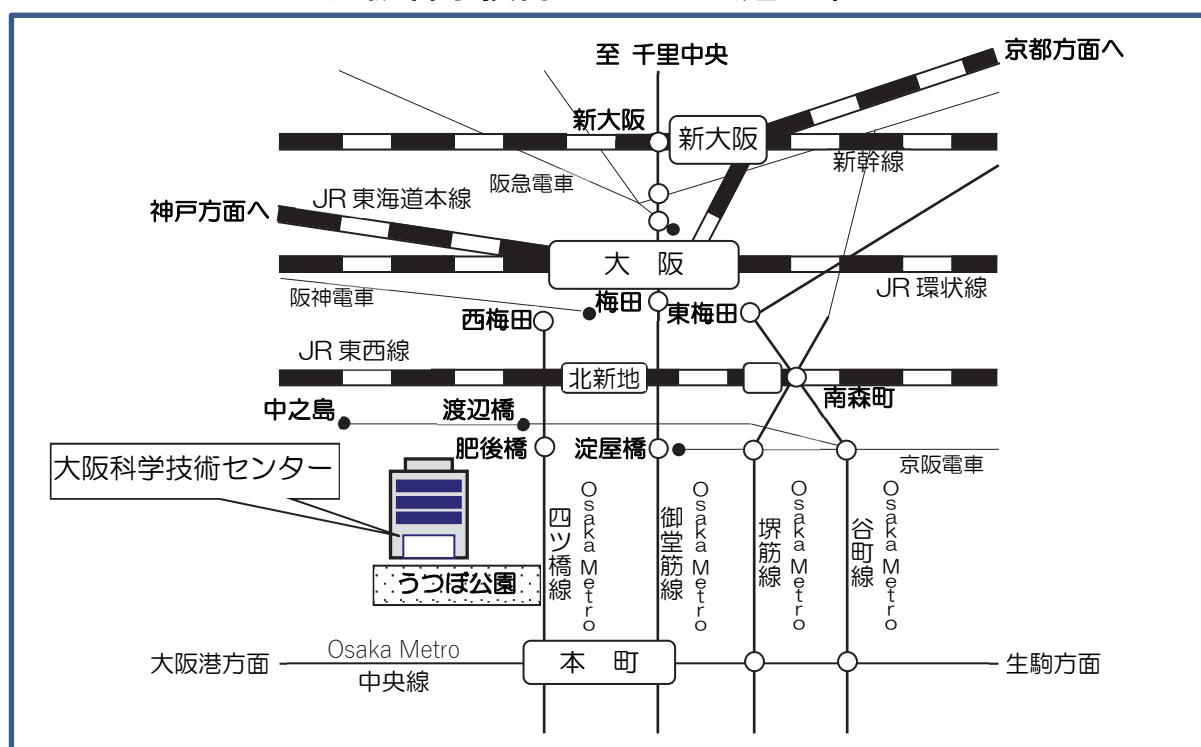 至 千里中央
京都方面へ
新大阪
新大阪
新幹線
阪急電車
JR 東海道本線
神戸方面へ
大 阪
JR 環状線
阪神電車
梅田
東梅田
西梅田
JR 東西線
北新地
南森町
中之島
渡辺橋
肥後橋
淀屋橋
京阪電車
大阪科学技術センター
四ツ橋線
Osaka Metro
御堂筋線
Osaka Metro
堺筋線
Osaka Metro
谷町線
Osaka Metro
うつぼ公園
大阪港方面
Osaka Metro
中央線
本 町
生駒方面